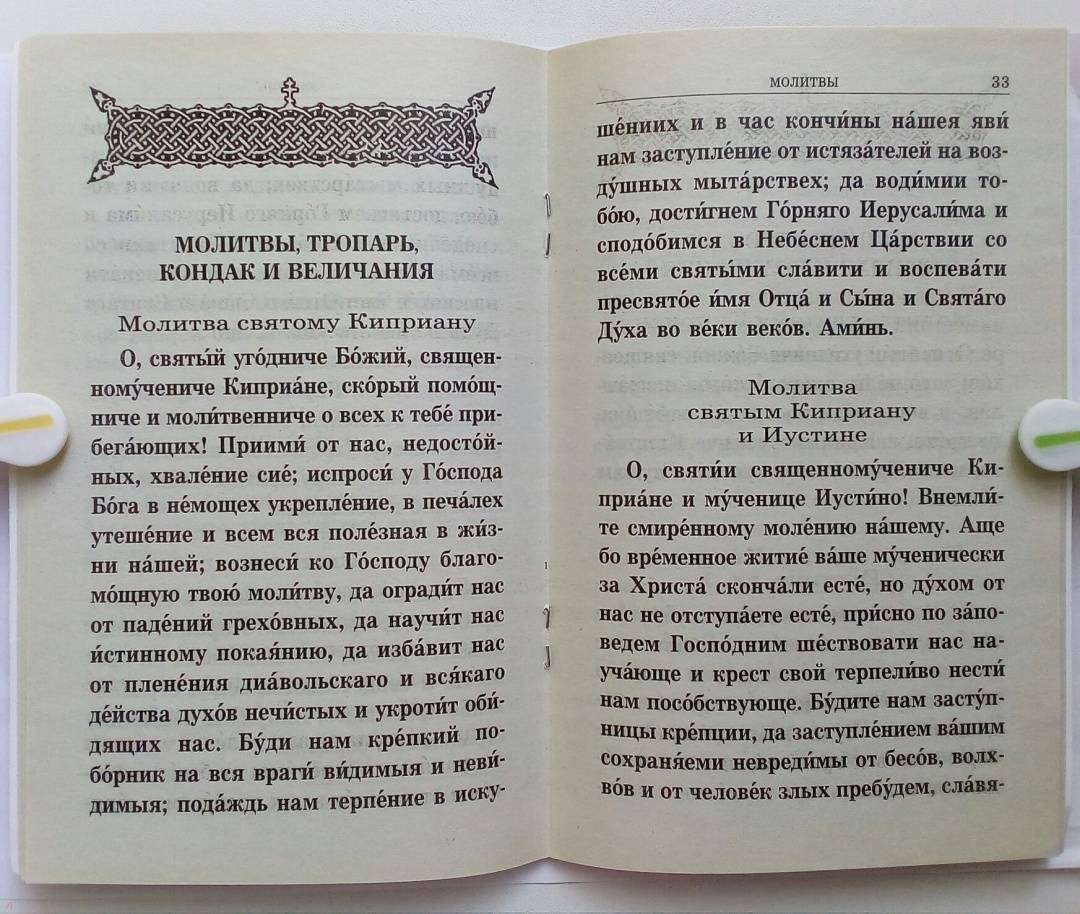 МОЛИТВЫ, ТРОПАРЬ,
КОНДАК И ВЕЛИЧАНИЯ
Молитва святому Киприану
О, святы́й уго́дниче Бо́жий, священ-
ному́чениче Киприа́не, ско́рый помо́щ-
ниче и моли́твенниче о всех к тебе́ при-
бега́ющих! Приими́ от нас, недосто́й-
ных, хвале́ние сие́; испроси́ у Го́спода
Бо́га в не́мощех укрепле́ние, в печа́лех
утеше́ние и всем вся поле́зная в жи́з-
ни на́шей; вознеси́ ко Го́споду благо-
мо́щную твою́ моли́тву, да огради́т нас
от паде́ний грехо́вных, да научи́т нас
и́стинному покая́нию, да изба́вит нас
от плене́ния диа́вольскаго и вся́каго
де́йства духо́в нечи́стых и укроти́т оби-
дящих нас. Бу́ди нам кре́пкий по-
бо́рник на вся враги́ ви́димыя и неви́-
димыя; пода́ждь нам терпе́ние в иску-
МОЛИТВЫ 33
ше́ниих и в час кончи́ны на́шея яви́
нам заступле́ние от истяза́телей на воз-
ду́шных мыта́рствех; да води́мии то-
бо́ю, дости́гнем Го́рняго Иерусали́ма и
сподо́бимся в Небе́снем Ца́рствии со
все́ми святы́ми сла́вити и воспева́ти
пресвято́е и́мя Отца́ и Сы́на и Свята́го
Ду́ха во ве́ки веко́в. Ами́нь.
Молитва
святым Киприану
и Иустине
О, святи́и священному́чениче Ки-
приа́не и му́ченице Иусти́но! Внемли́-
те смире́нному моле́нию на́шему. Аще
бо вре́менное житие́ ва́ше му́ченически
за Христа́ сконча́ли есте́, но ду́хом от
нас не отступа́ете есте́, при́сно по за́по-
ведем Госпо́дним ше́ствовати нас на-
уча́юще и крест свой терпели́во нести́
нам посо́бствующе. Бу́дите нам засту́п-
ницы кре́пции, да заступле́нием ва́шим
сохраня́еми невреди́мы от бесо́в, волх-
во́в и от челове́к злых пребу́дем, сла́вя-